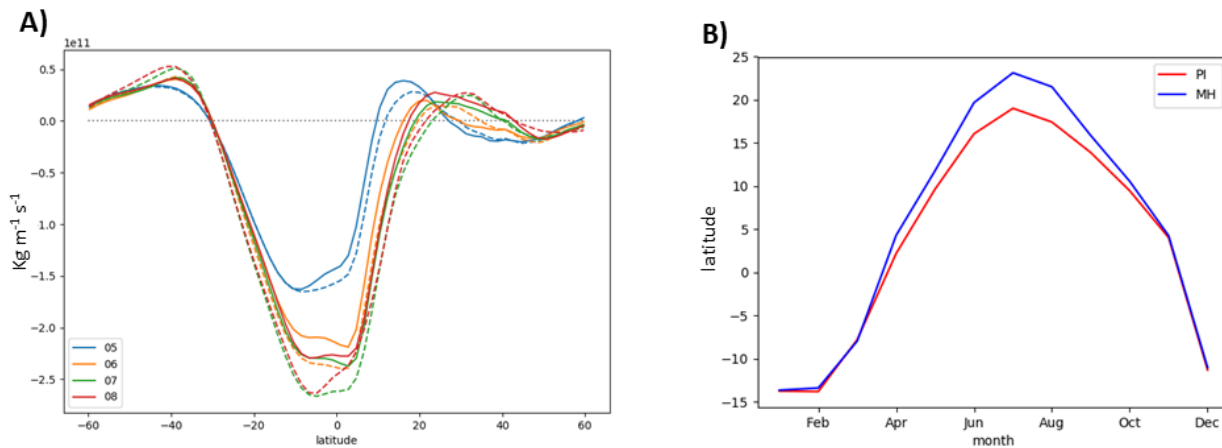 A)
1e11
0.5
0.0
-0.5
-1.0
-1.5
-2.0
-2.5
Kg m⁻¹ s⁻¹
05
06
07
08
−60
−40
−20
0
20
40
60
latitude
B)
25
20
15
10
5
0
−5
−10
−15
latitude
PI
MH
Feb
Apr
Jun
Aug
Oct
Dec
month